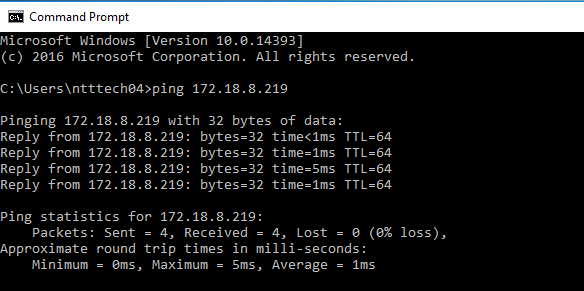 Command Prompt
Microsoft Windows [Version 10.0.14393]
(c) 2016 Microsoft Corporation. All rights reserved.
C:\Users\ntttech04>ping 172.18.8.219
Pinging 172.18.8.219 with 32 bytes of data:
Reply from 172.18.8.219: bytes=32 time<1ms TTL=64
Reply from 172.18.8.219: bytes=32 time=1ms TTL=64
Reply from 172.18.8.219: bytes=32 time=5ms TTL=64
Reply from 172.18.8.219: bytes=32 time=1ms TTL=64
Ping statistics for 172.18.8.219:
    Packets: Sent = 4, Received = 4, Lost = 0 (0% loss),
Approximate round trip times in milli-seconds:
    Minimum = 0ms, Maximum = 5ms, Average = 1ms